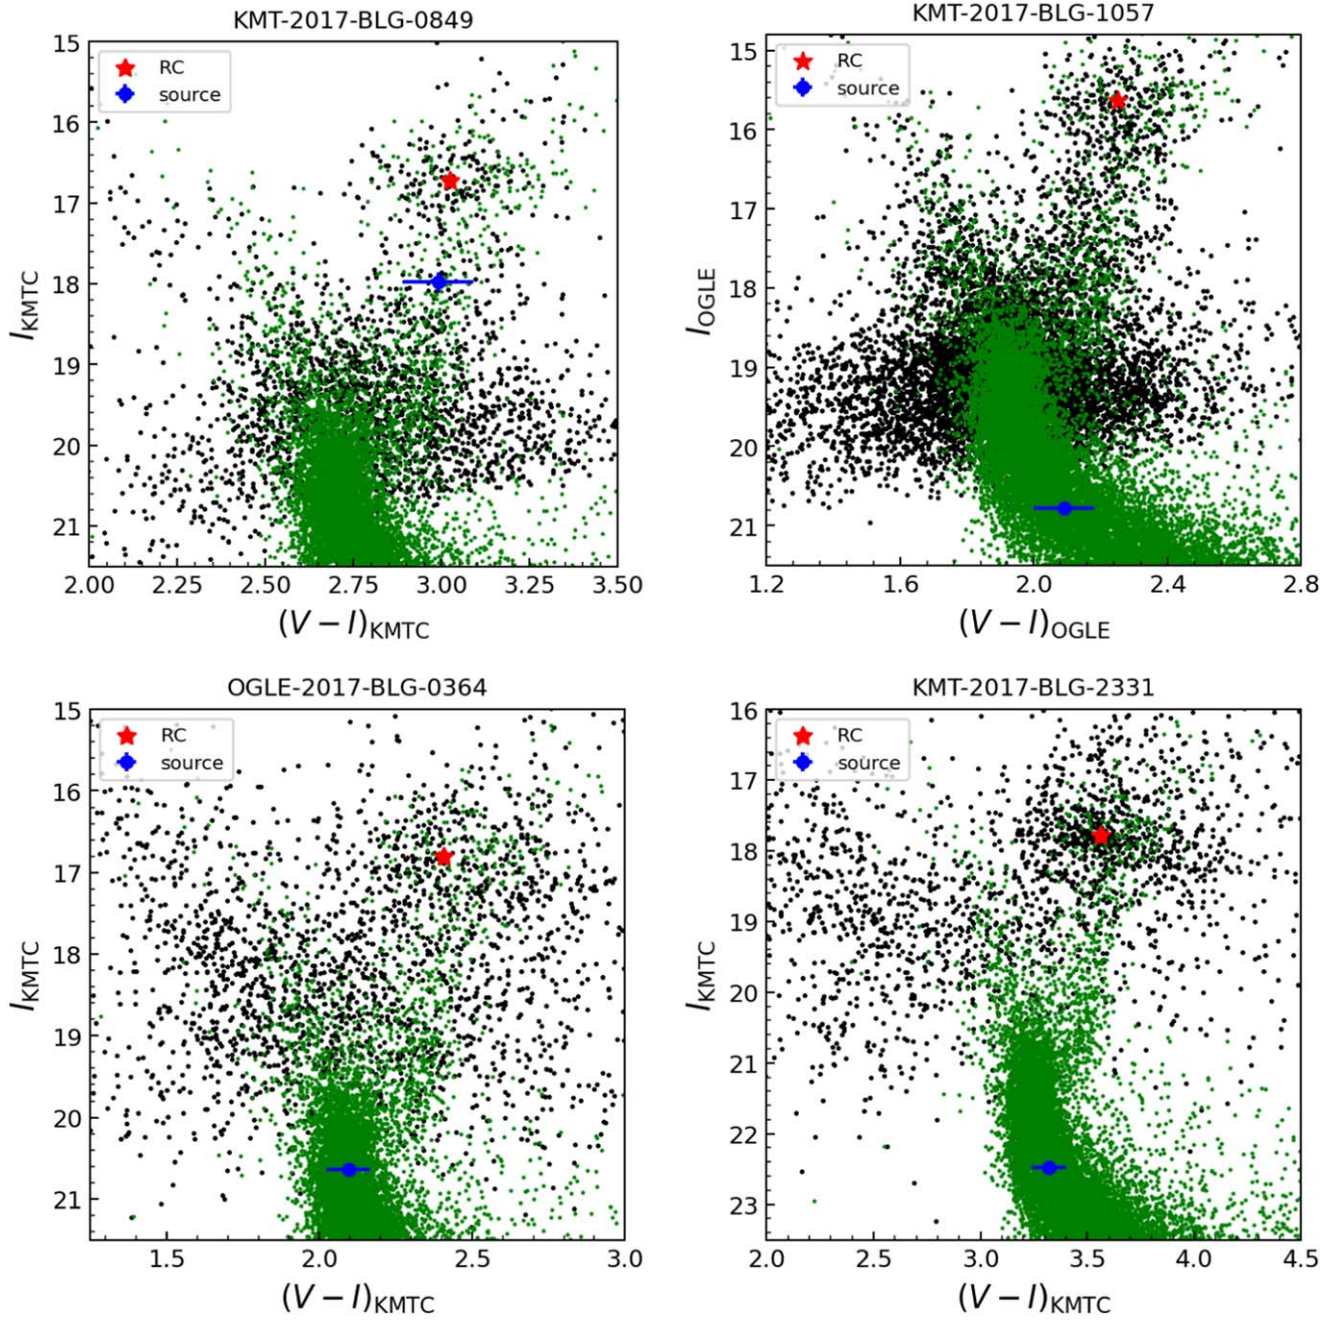 KMT-2017-BLG-0849
RC
source
15
16
17
18
19
20
21
I_KMTC
2.00 2.25 2.50 2.75 3.00 3.25 3.50
(V − I)_KMTC
KMT-2017-BLG-1057
RC
source
15
16
17
18
19
20
21
I_OGLE
1.2 1.6 2.0 2.4 2.8
(V − I)_OGLE
OGLE-2017-BLG-0364
RC
source
15
16
17
18
19
20
21
I_KMTC
1.5 2.0 2.5 3.0
(V − I)_KMTC
KMT-2017-BLG-2331
RC
source
16
17
18
19
20
21
22
23
I_KMTC
2.0 2.5 3.0 3.5 4.0 4.5
(V − I)_KMTC